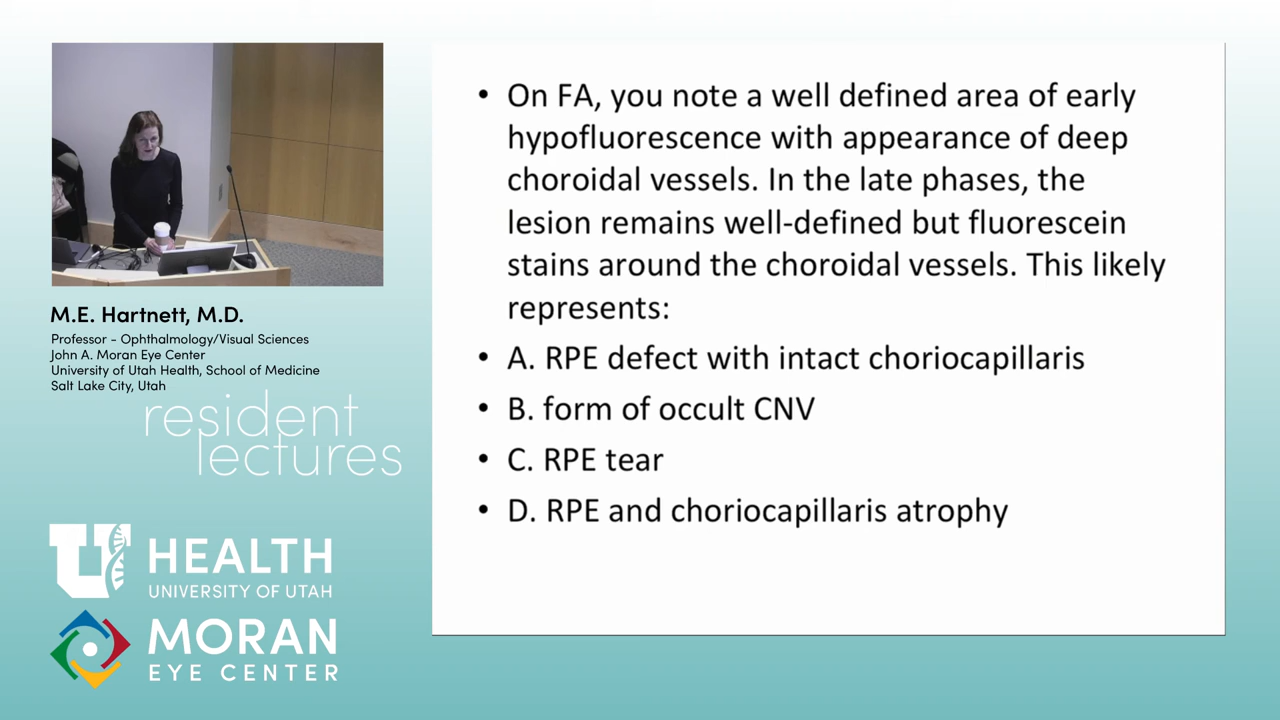 M.E. Hartnett, M.D.
Professor - Ophthalmology/Visual Sciences
John A. Moran Eye Center
University of Utah Health, School of Medicine
Salt Lake City, Utah
resident
lectures
U HEALTH
UNIVERSITY OF UTAH
MORAN
EYE CENTER
• On FA, you note a well defined area of early
hypofluorescence with appearance of deep
choroidal vessels. In the late phases, the
lesion remains well-defined but fluorescein
stains around the choroidal vessels. This likely
represents:
• A. RPE defect with intact choriocapillaris
• B. form of occult CNV
• C. RPE tear
• D. RPE and choriocapillaris atrophy